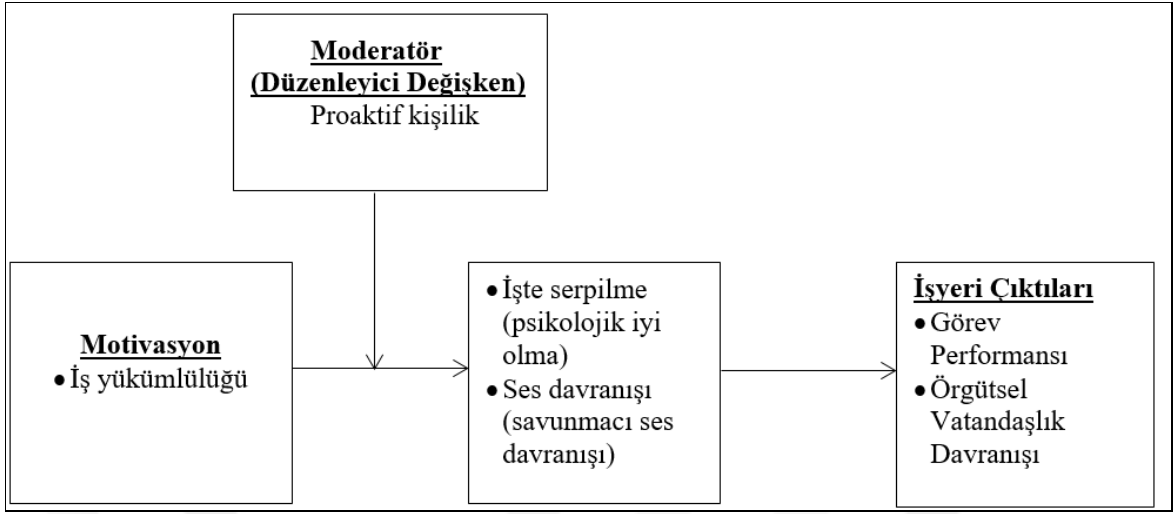 Moderatör
(Düzenleyici Değişken)
Proaktif kişilik
Motivasyon
• İş yükümlülüğü
• İşte serpilme
(psikolojik iyi
olma)
• Ses davranışı
(savunmacı ses
davranışı)
İşyeri Çıktıları
• Görev
Performansı
• Örgütsel
Vatandaşlık
Davranışı